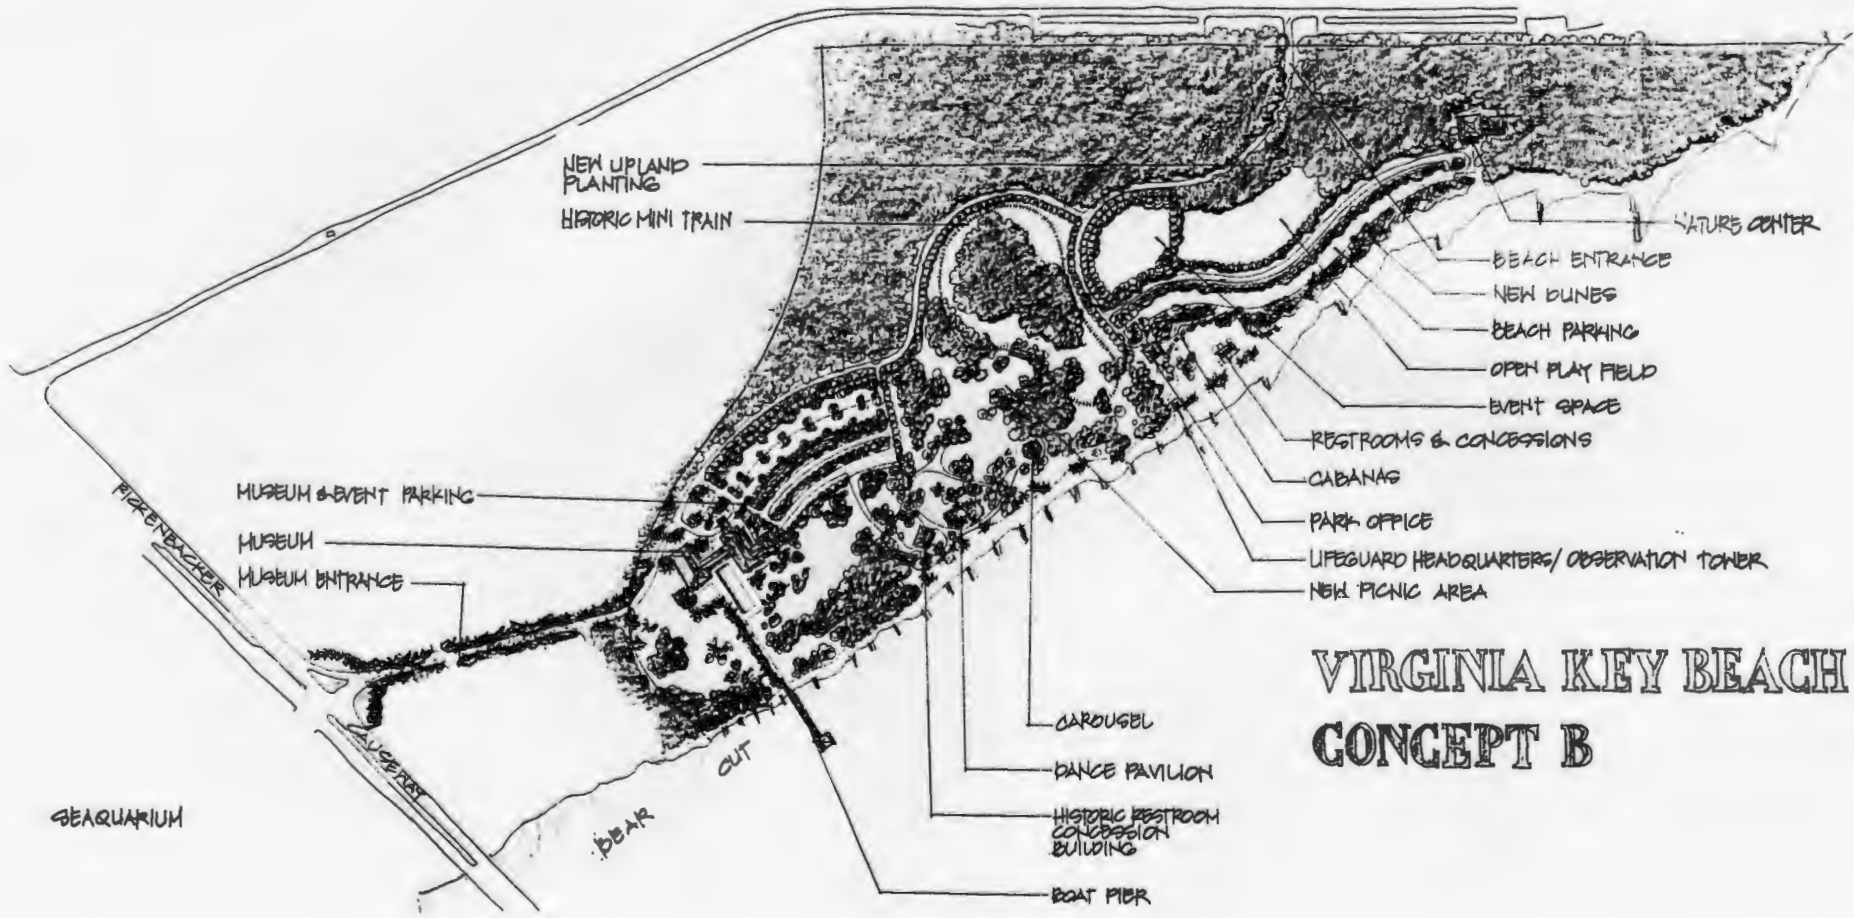 NEW UPLAND
PLANTING
HISTORIC MINI TRAIN
MUSEUM & EVENT PARKING
MUSEUM
MUSEUM ENTRANCE
RICKENBACKER
CAUSEWAY
SEAQUARIUM
BEAR
CUT
NATURE CENTER
BEACH ENTRANCE
NEW DUNES
BEACH PARKING
OPEN PLAY FIELD
EVENT SPACE
RESTROOMS & CONCESSIONS
CABANAS
PARK OFFICE
LIFEGUARD HEADQUARTERS/OBSERVATION TOWER
NEW PICNIC AREA
CAROUSEL
DANCE PAVILION
HISTORIC RESTROOM
CONCESSION
BUILDING
BOAT PIER
VIRGINIA KEY BEACH
CONCEPT B